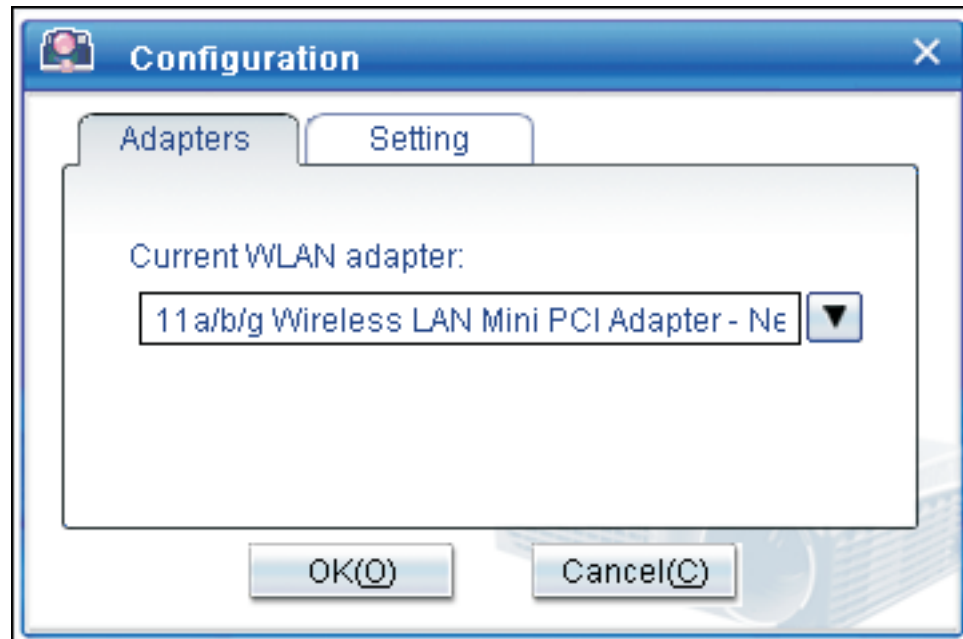 Configuration
Adapters
Setting
Current WLAN adapter:
11a/b/g Wireless LAN Mini PCI Adapter - Ne
OK(O)
Cancel(C)